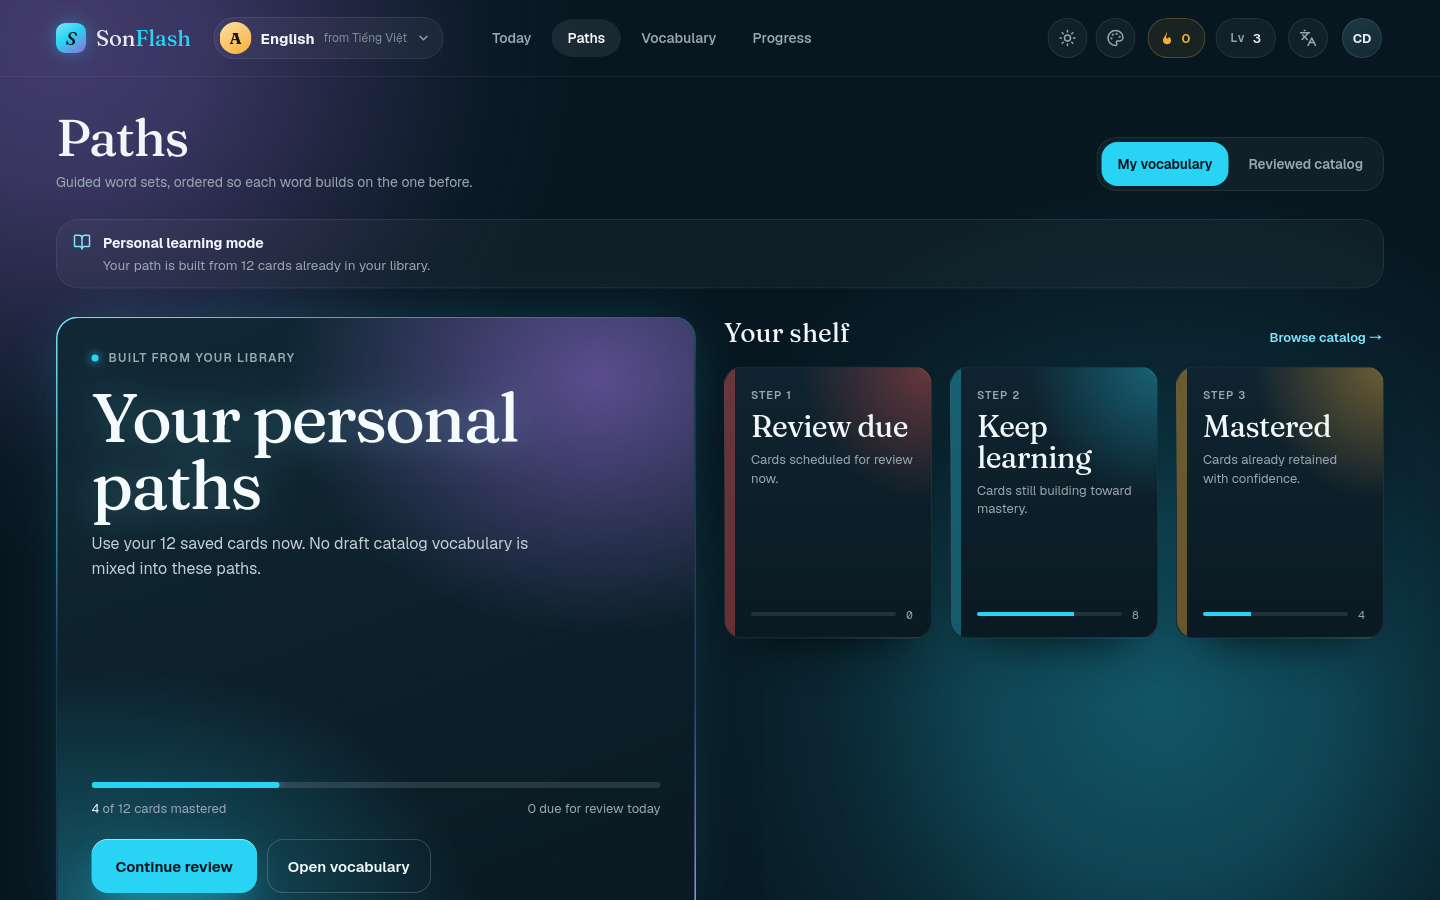 S SonFlash
A English from Tiếng Việt
Today Paths Vocabulary Progress
0
Lv 3
CD
Paths
Guided word sets, ordered so each word builds on the one before.
My vocabulary Reviewed catalog
Personal learning mode
Your path is built from 12 cards already in your library.
BUILT FROM YOUR LIBRARY
Your personal
paths
Use your 12 saved cards now. No draft catalog vocabulary is
mixed into these paths.
4 of 12 cards mastered
0 due for review today
Continue review
Open vocabulary
Your shelf
Browse catalog →
STEP 1
Review due
Cards scheduled for review
now.
0
STEP 2
Keep
learning
Cards still building toward
mastery.
8
STEP 3
Mastered
Cards already retained
with confidence.
4